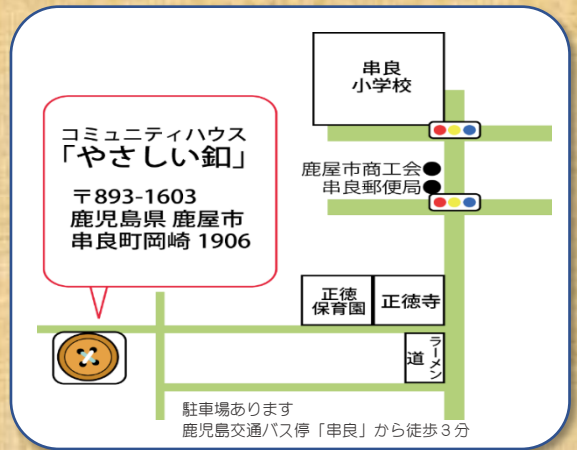 串良
小学校
コミュニティハウス
「やさしい釦」
〒893-1603
鹿児島県 鹿屋市
串良町岡崎 1906
鹿屋市商工会
串良郵便局
正徳
保育園
正徳寺
ラーメン
道
駐車場あります
鹿児島交通バス停「串良」から徒歩３分